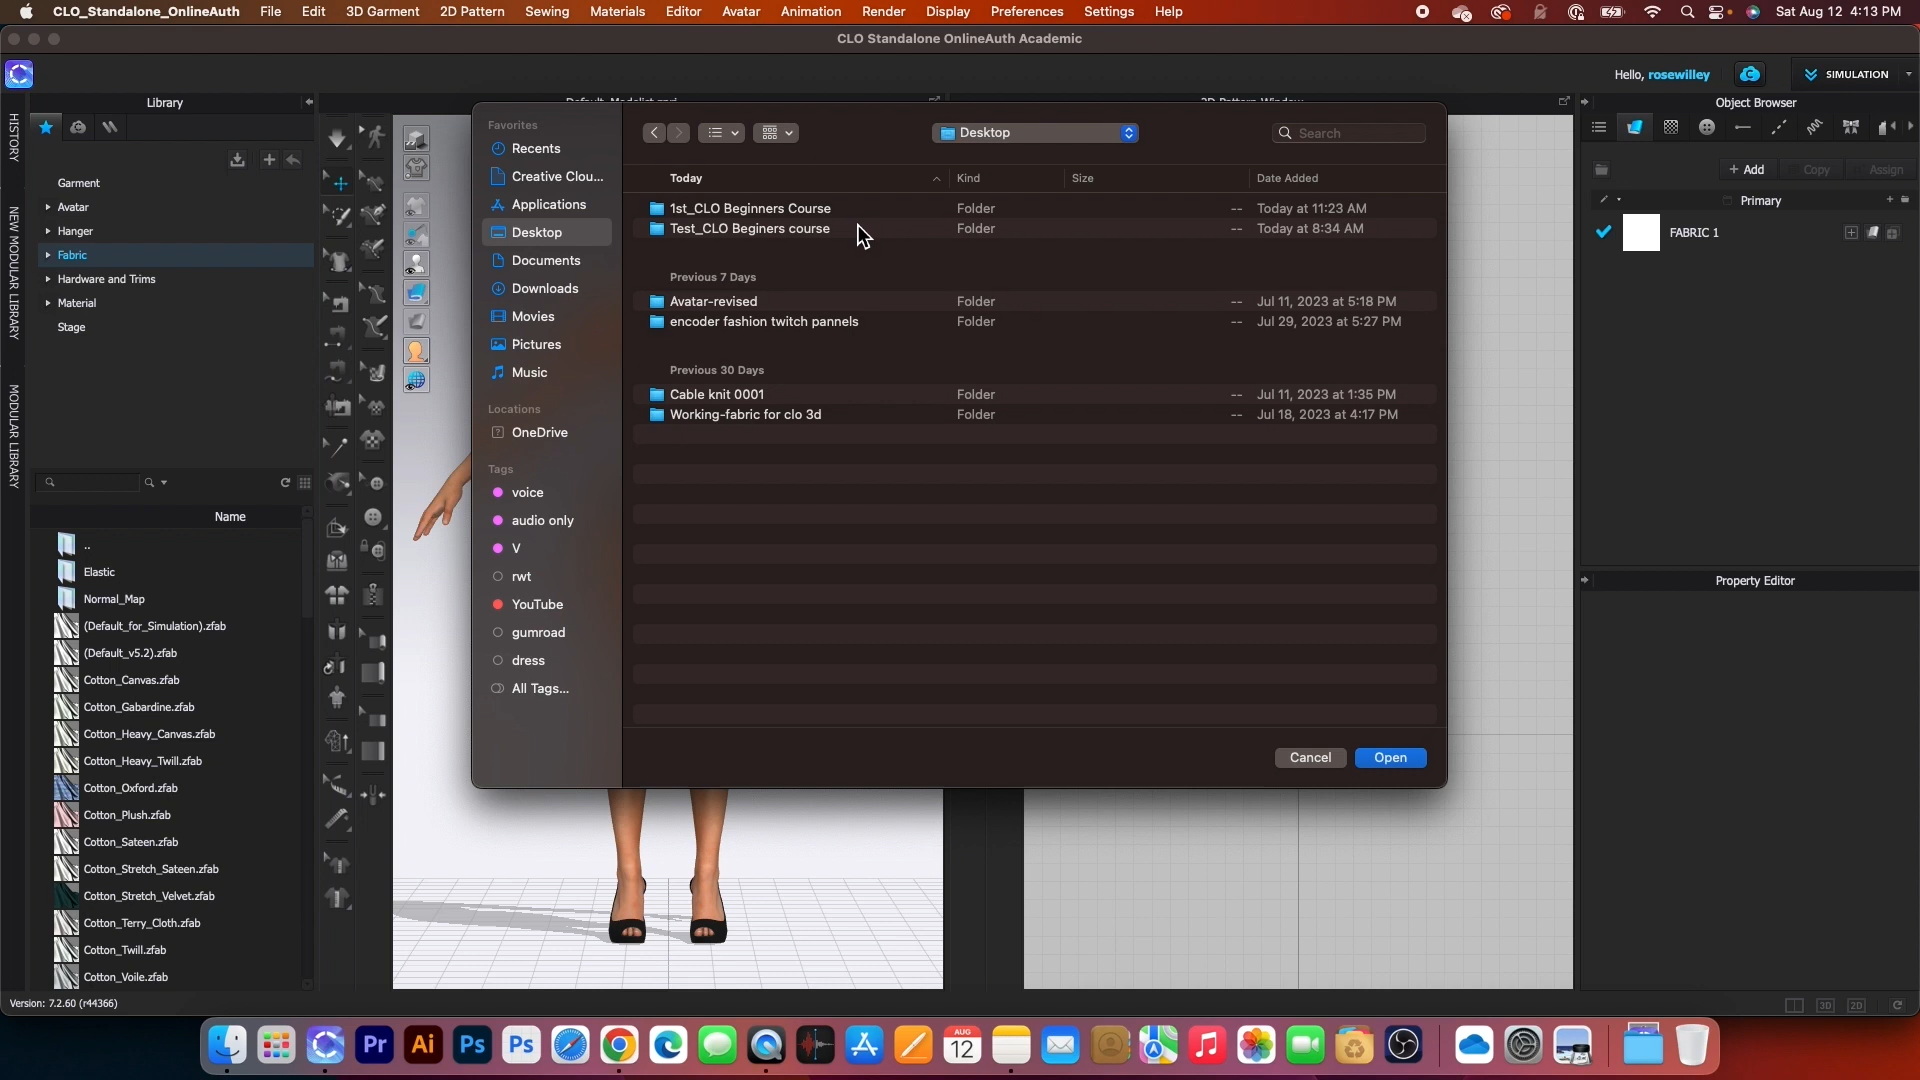 CLO_Standalone_OnlineAuth File Edit 3D Garment 2D Pattern Sewing Materials Editor Avatar Animation Render Display Preferences Settings Help Sat Aug 12 4:13 PM
CLO Standalone OnlineAuth Academic
Hello, rosewilley SIMULATION
HISTORY
NEW MODULAR LIBRARY
MODULAR LIBRARY
Library
Garment
Avatar
Hanger
Fabric
Hardware and Trims
Material
Stage
Name
..
Elastic
Normal_Map
(Default_for_Simulation).zfab
(Default_v5.2).zfab
Cotton_Canvas.zfab
Cotton_Gabardine.zfab
Cotton_Heavy_Canvas.zfab
Cotton_Heavy_Twill.zfab
Cotton_Oxford.zfab
Cotton_Plush.zfab
Cotton_Sateen.zfab
Cotton_Stretch_Sateen.zfab
Cotton_Stretch_Velvet.zfab
Cotton_Terry_Cloth.zfab
Cotton_Twill.zfab
Cotton_Voile.zfab
Version: 7.2.60 (r44366)
Favorites
Recents
Creative Clou...
Applications
Desktop
Documents
Downloads
Movies
Pictures
Music
Locations
OneDrive
Tags
voice
audio only
V
rwt
YouTube
gumroad
dress
All Tags...
Desktop
Search
Today Kind Size Date Added
1st_CLO Beginners Course Folder -- Today at 11:23 AM
Test_CLO Beginers course Folder -- Today at 8:34 AM
Previous 7 Days
Avatar-revised Folder -- Jul 11, 2023 at 5:18 PM
encoder fashion twitch pannels Folder -- Jul 29, 2023 at 5:27 PM
Previous 30 Days
Cable knit 0001 Folder -- Jul 11, 2023 at 1:35 PM
Working-fabric for clo 3d Folder -- Jul 18, 2023 at 4:17 PM
Cancel Open
Object Browser
+ Add Copy Assign
Primary
FABRIC 1
Property Editor
3D 2D
Pr Ai Ps Ps
AUG
12